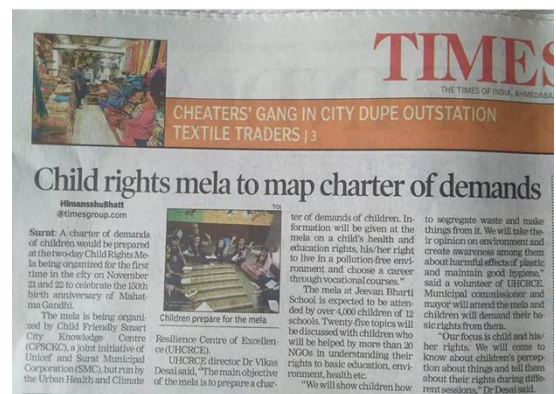 TIMES
THE TIMES OF INDIA, AHMEDABA
CHEATERS' GANG IN CITY DUPE OUTSTATION
TEXTILE TRADERS | 3
Child rights mela to map charter of demands
HimansshuBhatt
@timesgroup.com
Surat: A charter of demands
of children would be prepared
at the two day Child Rights Me-
la being organized for the first
time in the city on November
21 and 22 to celebrate the 150th
birth anniversary of Mahat-
ma Gandhi.
The mela is being organi-
zed by Child Friendly Smart
City Knowledge Centre
(CFSCKC), a joint initiative of
Unicef and Surat Municipal
Corporation (SMC), but run by
the Urban Health and Climate
TOI
Children prepare for the mela
Resilience Centre of Excellen-
ce (UHCRCE).
UHCRCE director Dr Vikas
Desai said, "The main objective
of the mela is to prepare a char-
ter of demands of children. In-
formation will be given at the
mela on a child's health and
education rights, his/her right
to live in a pollution-free envi-
ronment and choose a career
through vocational courses."
The mela at Jeevan Bharti
School is expected to be atten-
ded by over 4,000 children of 12
schools. Twenty-five topics will
be discussed with children who
will be helped by more than 20
NGOs in understanding their
rights to basic education, envi-
ronment, health etc.
"We will show children how
to segregate waste and make
things from it. We will take the-
ir opinion on environment and
create awareness among them
about harmful effects of plastic
and maintain good hygiene,"
said a volunteer of UHCRCE.
Municipal commissioner and
mayor will attend the mela and
children will demand their ba-
sic rights from them.
"Our focus is child and his/
her rights. We will come to
know about children's percep-
tion about things and tell them
about their rights during diffe-
rent sessions," Dr Desai said.